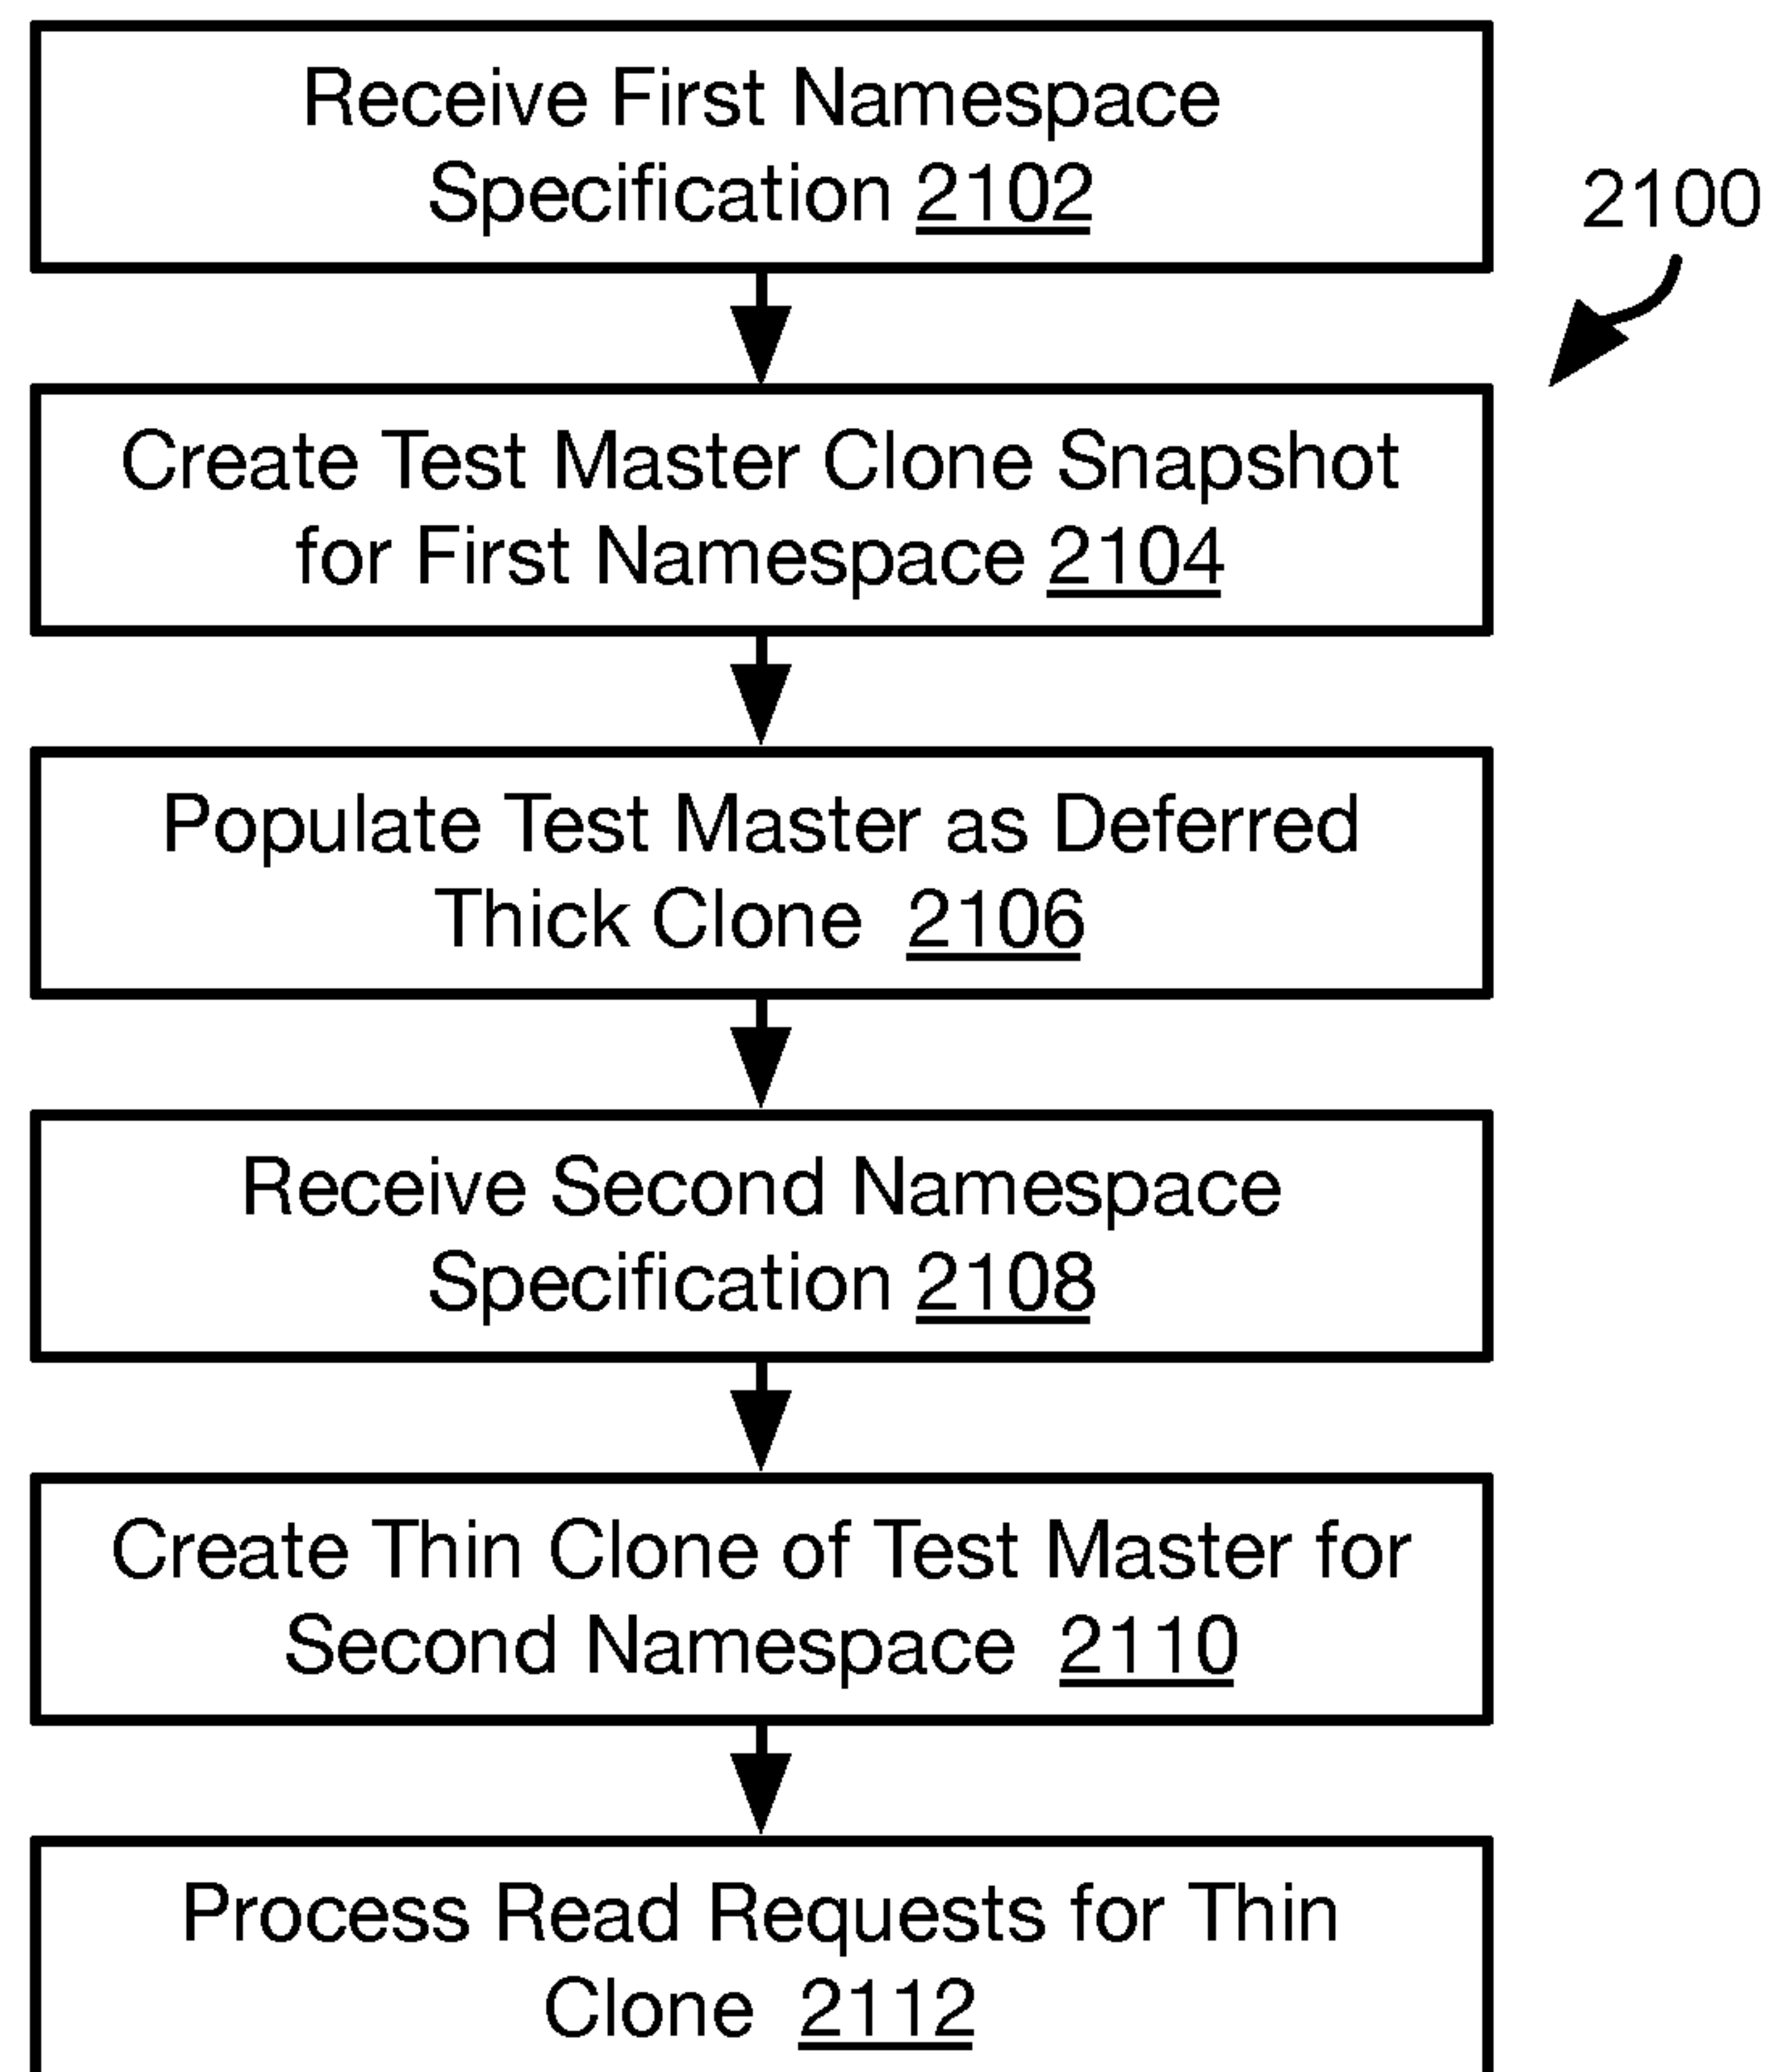 Receive First Namespace
Specification 2102
2100
Create Test Master Clone Snapshot
for First Namespace 2104
Populate Test Master as Deferred
Thick Clone 2106
Receive Second Namespace
Specification 2108
Create Thin Clone of Test Master for
Second Namespace 2110
Process Read Requests for Thin
Clone 2112